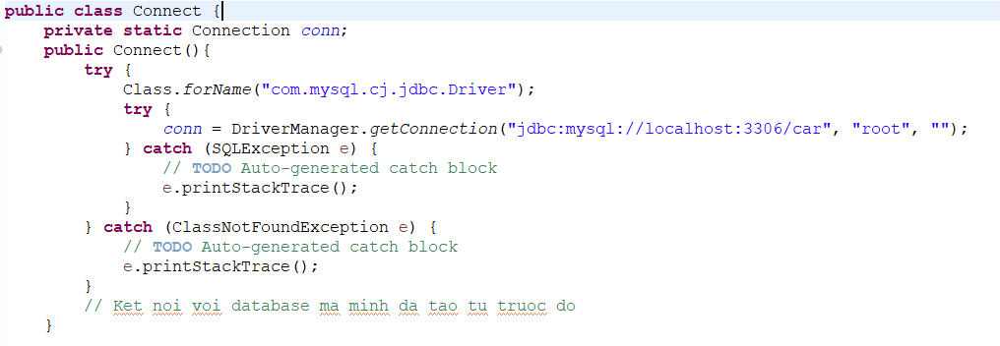 public class Connect {
    private static Connection conn;
    public Connect(){
        try {
            Class.forName("com.mysql.cj.jdbc.Driver");
            try {
                conn = DriverManager.getConnection("jdbc:mysql://localhost:3306/car", "root", "");
            } catch (SQLException e) {
                // TODO Auto-generated catch block
                e.printStackTrace();
            }
        } catch (ClassNotFoundException e) {
            // TODO Auto-generated catch block
            e.printStackTrace();
        }
        // Ket noi voi database ma minh da tao tu truoc do
    }